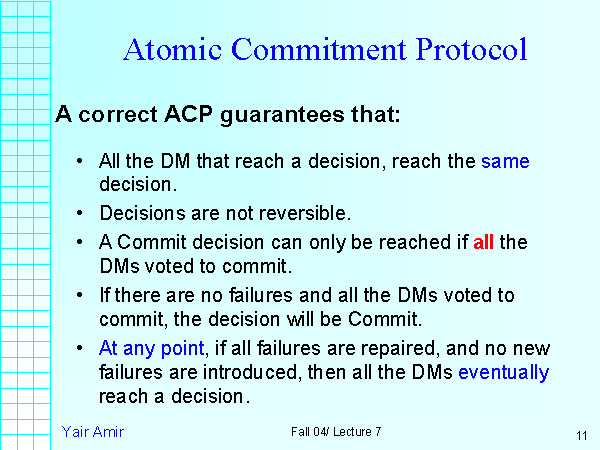 Atomic Commitment Protocol
A correct ACP guarantees that:
• All the DM that reach a decision, reach the same
decision.
• Decisions are not reversible.
• A Commit decision can only be reached if all the
DMs voted to commit.
• If there are no failures and all the DMs voted to
commit, the decision will be Commit.
• At any point, if all failures are repaired, and no new
failures are introduced, then all the DMs eventually
reach a decision.
Yair Amir
Fall 04/ Lecture 7
11